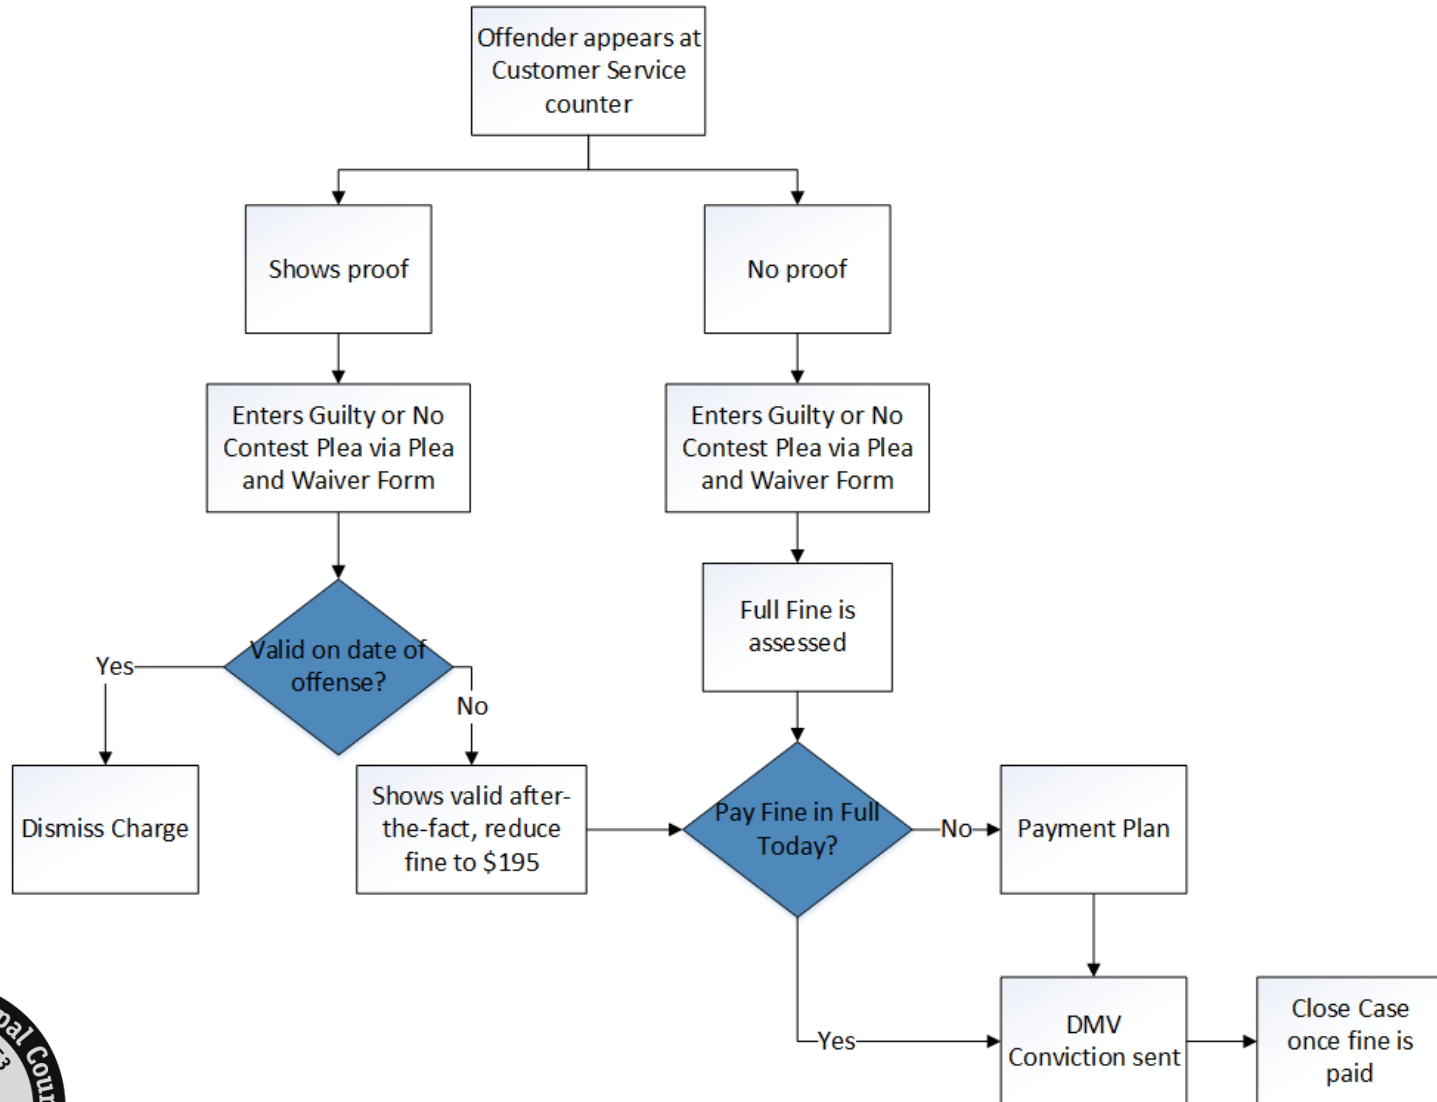 Offender appears at
Customer Service
counter
Shows proof
No proof
Enters Guilty or No
Contest Plea via Plea
and Waiver Form
Enters Guilty or No
Contest Plea via Plea
and Waiver Form
Full Fine is
assessed
Valid on date of
offense?
Yes
No
Dismiss Charge
Shows valid after-
the-fact, reduce
fine to $195
Pay Fine in Full
Today?
No
Payment Plan
Yes
DMV
Conviction sent
Close Case
once fine is
paid